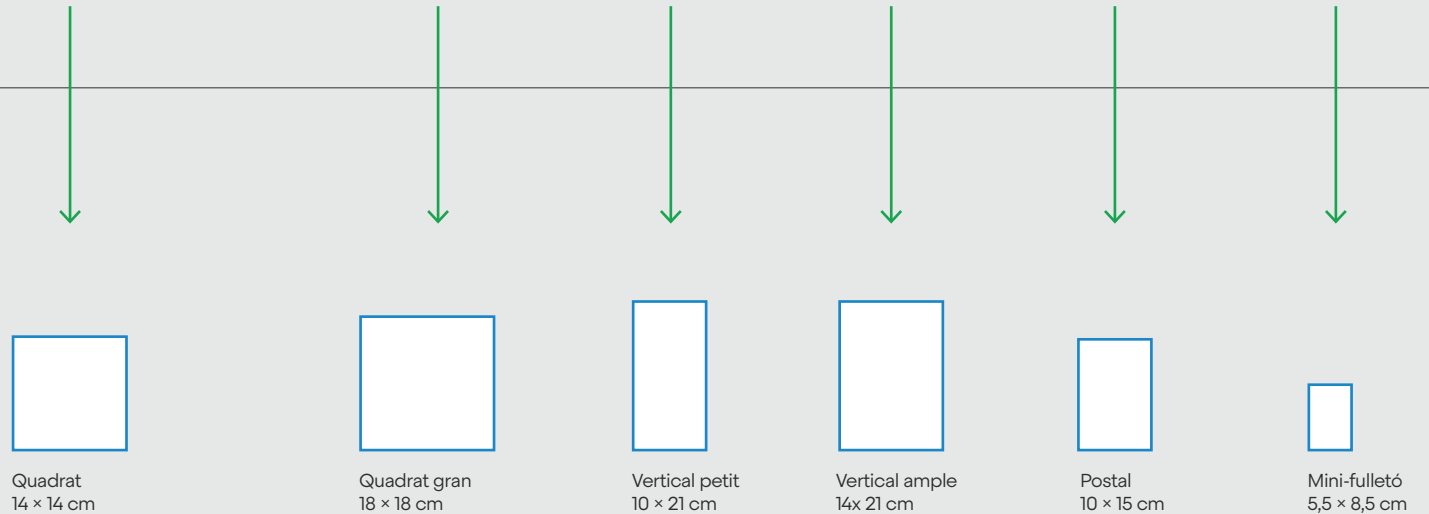 Quadrat
14 × 14 cm
Quadrat gran
18 × 18 cm
Vertical petit
10 × 21 cm
Vertical ample
14x 21 cm
Postal
10 × 15 cm
Mini-fulletó
5,5 × 8,5 cm